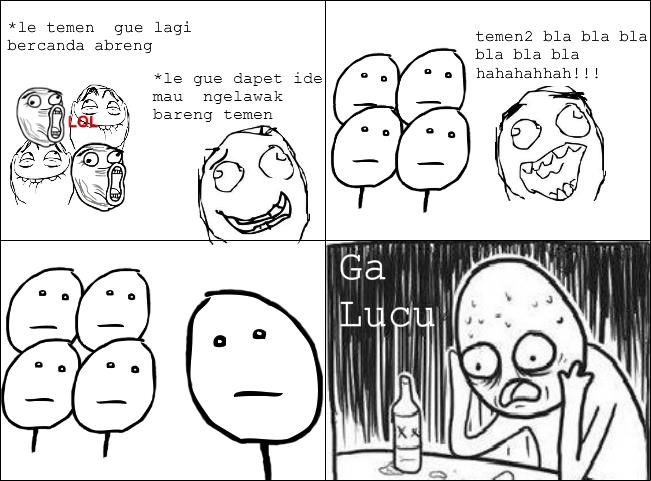 *le temen  gue lagi
bercanda abreng
LOL
*le gue dapet ide
mau  ngelawak
bareng temen
temen2 bla bla bla
bla bla bla
hahahahhah!!!
Ga
Lucu
XX